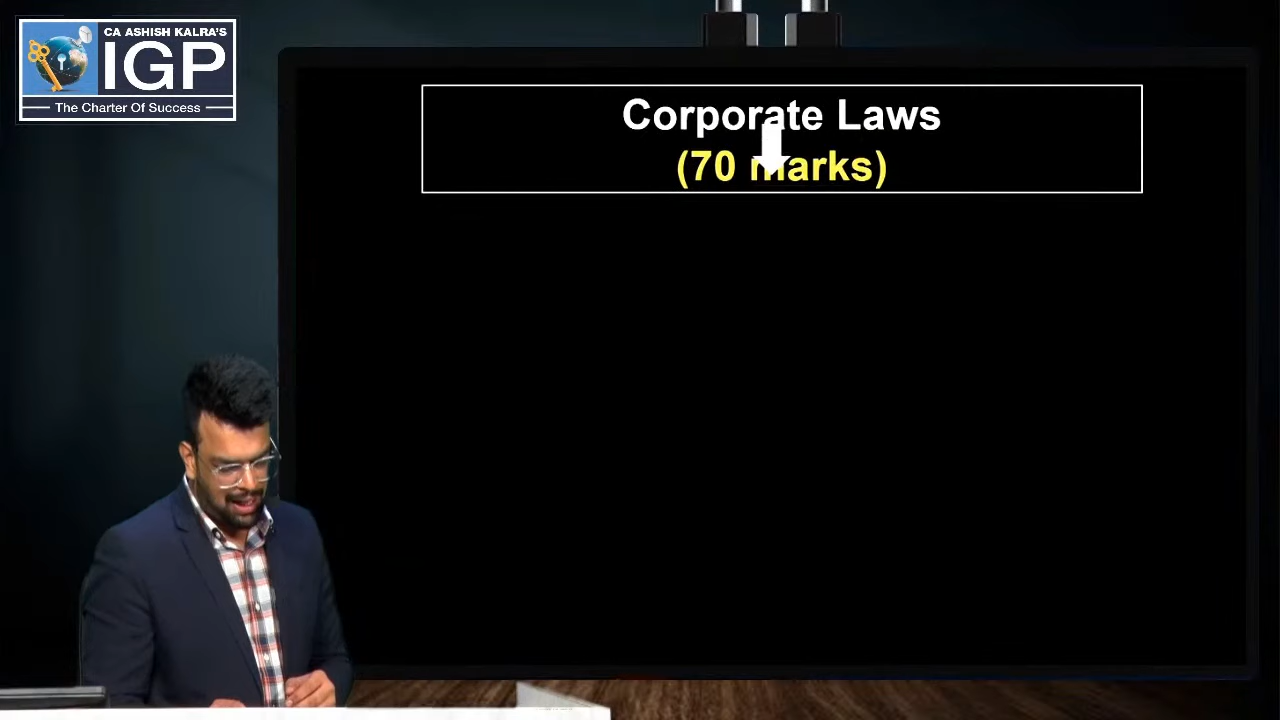 CA ASHISH KALRA'S
IGP
The Charter Of Success
Corporate Laws
(70 marks)